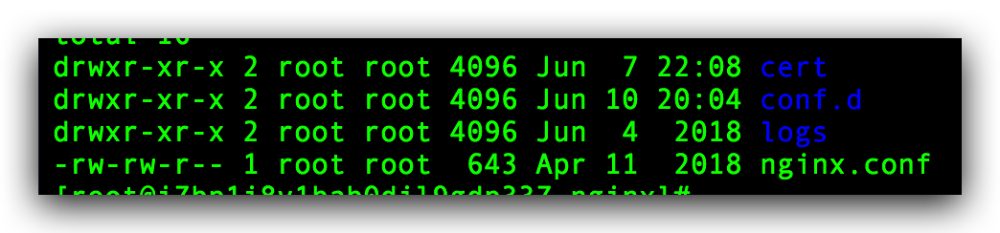 total 16
drwxr-xr-x 2 root root 4096 Jun  7 22:08 cert
drwxr-xr-x 2 root root 4096 Jun 10 20:04 conf.d
drwxr-xr-x 2 root root 4096 Jun  4  2018 logs
-rw-rw-r-- 1 root root  643 Apr 11  2018 nginx.conf
nginx]#